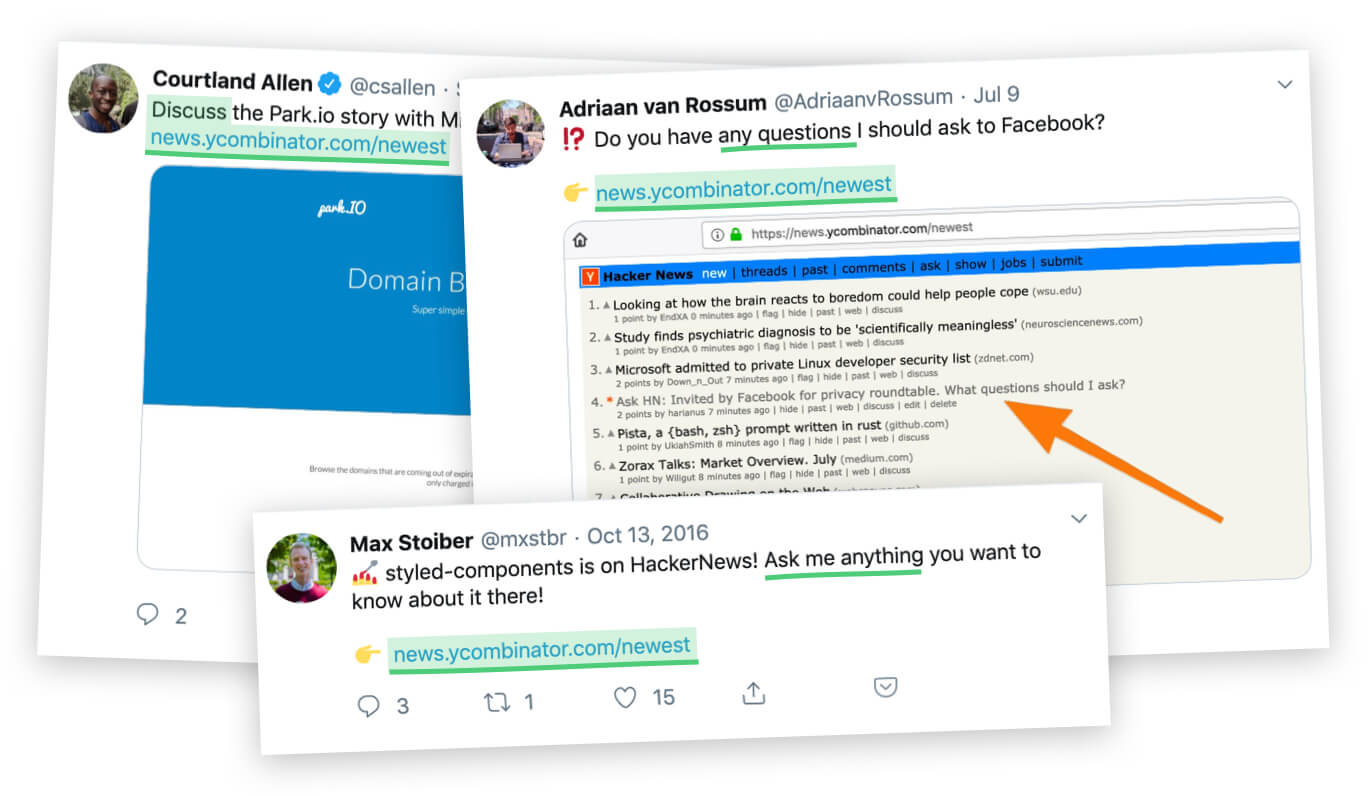 Courtland Allen @csallen ·
Discuss the Park.io story with
news.ycombinator.com/newest
park.IO
Domain
Super simple
Browse the domains that are coming out of
only charged
2
Adriaan van Rossum @AdriaanvRossum · Jul 9
⁉️ Do you have any questions I should ask to Facebook?
👉 news.ycombinator.com/newest
https://news.ycombinator.com/newest
Y Hacker News new | threads | past | comments | ask | show | jobs | submit
1. Looking at how the brain reacts to boredom could help people cope (wsu.edu)
1 point by EndXA 0 minutes ago | flag | hide | past | web | discuss
2. Study finds psychiatric diagnosis to be 'scientifically meaningless' (neurosciencenews.com)
1 point by EndXA 0 minutes ago | flag | hide | past | web | discuss
3. Microsoft admitted to private Linux developer security list (zdnet.com)
2 points by Down_n_Out 7 minutes ago | flag | hide | past | web | discuss
4. * Ask HN: Invited by Facebook for privacy roundtable. What questions should I ask?
2 points by harianus 7 minutes ago | hide | past | web | discuss | edit | delete
5. Pista, a {bash, zsh} prompt written in rust (github.com)
1 point by UkiahSmith 8 minutes ago | flag | hide | past | web | discuss
6. Zorax Talks: Market Overview. July (medium.com)
1 point by Wiligut 8 minutes ago | flag | hide | past | web | discuss
7. Collaborative Drawing on the Web
Max Stoiber @mxstbr · Oct 13, 2016
💅 styled-components is on HackerNews! Ask me anything you want to
know about it there!
👉 news.ycombinator.com/newest
3 1 15